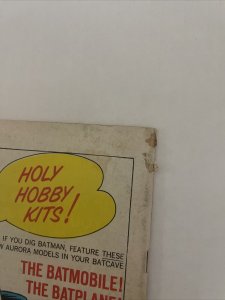 HOLY
HOBBY
KITS!
IF YOU DIG BATMAN, FEATURE THESE
AURORA MODELS IN YOUR BATCAVE
THE BATMOBILE!
THE BATPLANE!